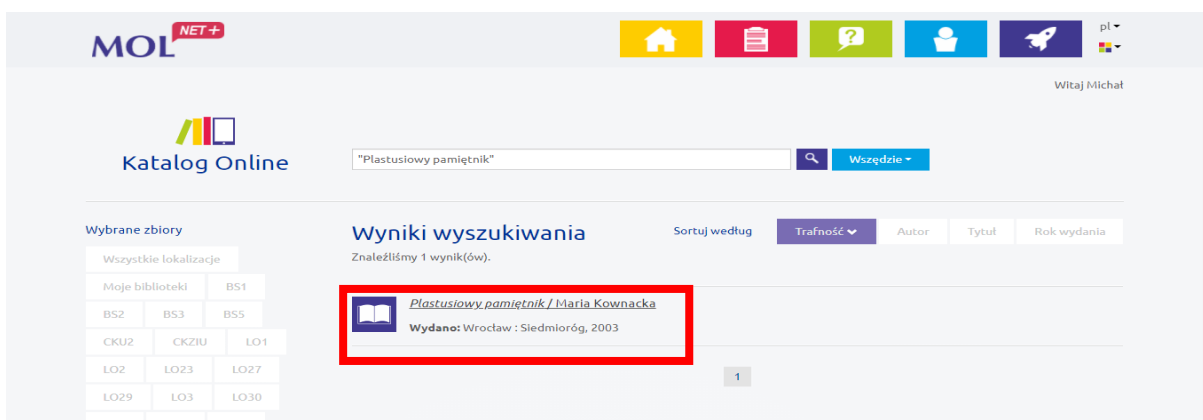 MOL NET+
pl
Witaj Michał
Katalog Online
"Plastusiowy pamiętnik"
Wszędzie
Wybrane zbiory
Wszystkie lokalizacje
Moje biblioteki BS1
BS2 BS3 BS5
CKU2 CKZIU LO1
LO2 LO23 LO27
LO29 LO3 LO30
Wyniki wyszukiwania
Sortuj według Trafność Autor Tytuł Rok wydania
Znaleźliśmy 1 wynik(ów).
Plastusiowy pamiętnik / Maria Kownacka
Wydano: Wrocław : Siedmioróg, 2003
1